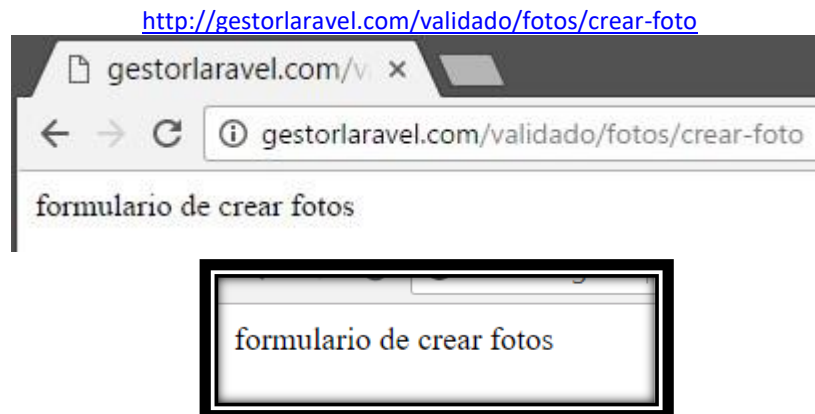 http://gestorlaravel.com/validado/fotos/crear-foto
gestorlaravel.com/v
gestorlaravel.com/validado/fotos/crear-foto
formulario de crear fotos
formulario de crear fotos